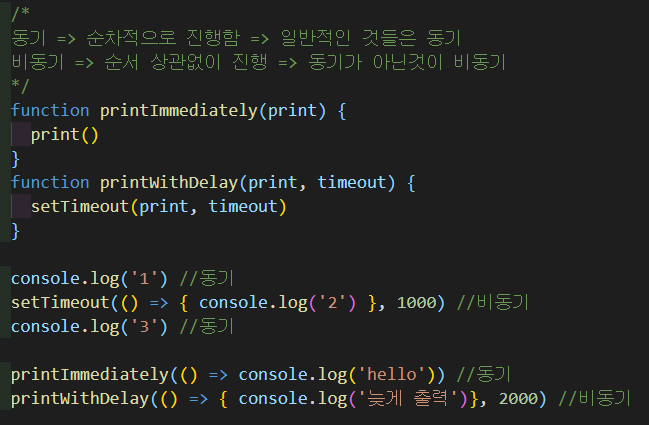 /*
동기 => 순차적으로 진행함 => 일반적인 것들은 동기
비동기 => 순서 상관없이 진행 => 동기가 아닌것이 비동기
*/
function printImmediately(print) {
  print()
}
function printWithDelay(print, timeout) {
  setTimeout(print, timeout)
}
console.log('1') //동기
setTimeout(() => { console.log('2') }, 1000) //비동기
console.log('3') //동기
printImmediately(() => console.log('hello')) //동기
printWithDelay(() => { console.log('늦게 출력')}, 2000) //비동기